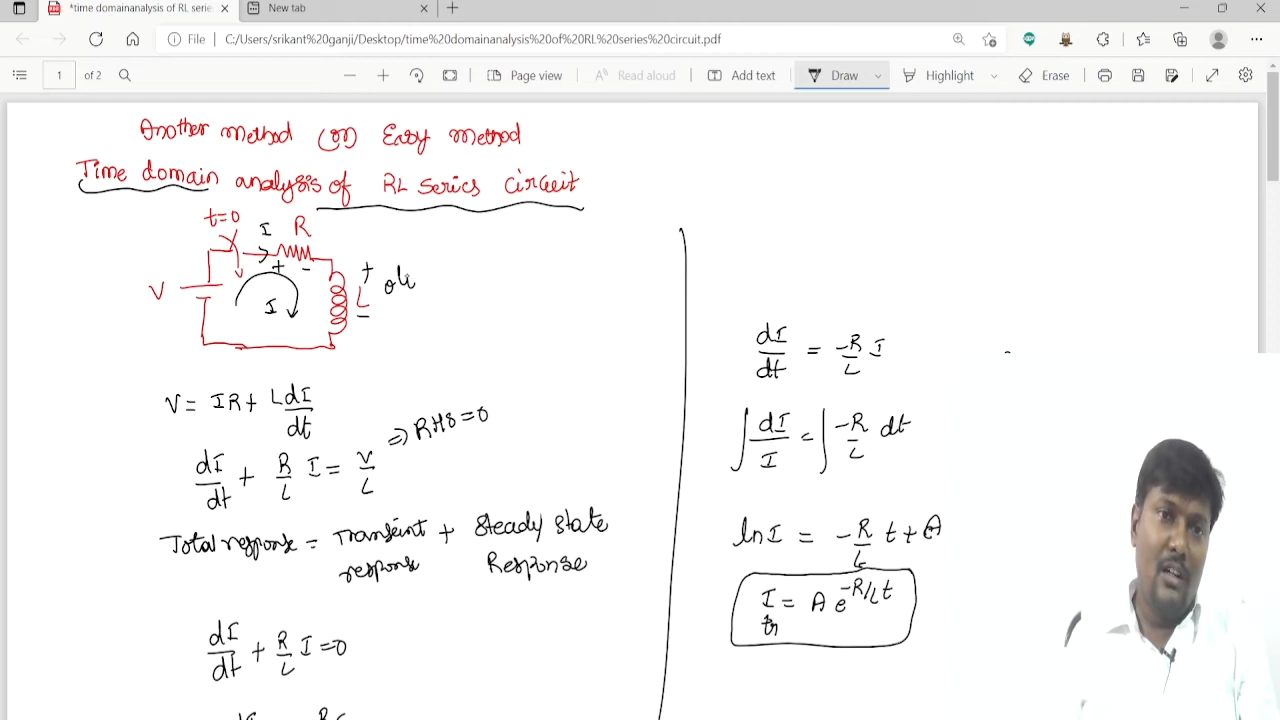 *time domainanalysis of RL serie
New tab
File
C:/Users/srikant%20ganji/Desktop/time%20domainanalysis%20of%20RL%20series%20circuit.pdf
1 of 2
Page view
Read aloud
Add text
Draw
Highlight
Erase
Another method (or) Easy method
Time domain analysis of RL series circuit
t=0
I
R
+ -
V
I
L
+
-
V = IR + L dI/dt
dI/dt + R/L I = V/L ⇒ RHS=0
Total response = Transient response + Steady state Response
dI/dt + R/L I = 0
dI/dt = -R/L I
∫ dI/I = ∫ -R/L dt
ln I = -R/L t + A
I tr = A e^-R/L t